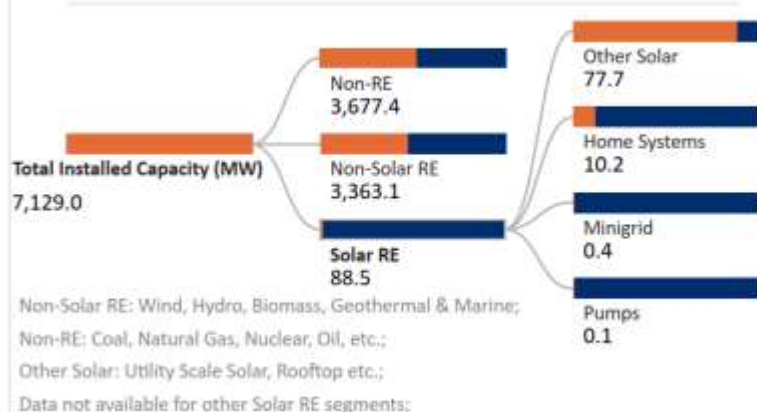 Total Installed Capacity (MW)
7,129.0
Non-RE
3,677.4
Non-Solar RE
3,363.1
Solar RE
88.5
Other Solar
77.7
Home Systems
10.2
Minigrid
0.4
Pumps
0.1
Non-Solar RE: Wind, Hydro, Biomass, Geothermal & Marine;
Non-RE: Coal, Natural Gas, Nuclear, Oil, etc.;
Other Solar: Utility Scale Solar, Rooftop etc.;
Data not available for other Solar RE segments;